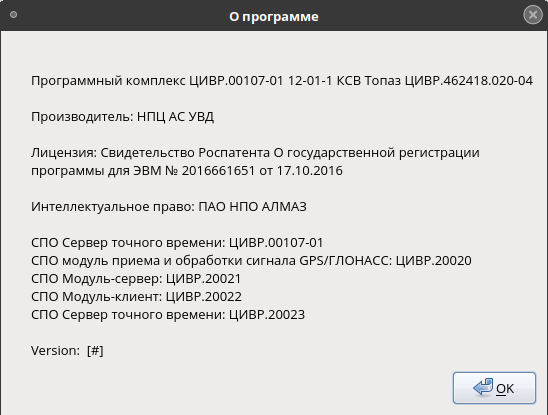 О программе
Программный комплекс ЦИВР.00107-01 12-01-1 КСВ Топаз ЦИВР.462418.020-04
Производитель: НПЦ АС УВД
Лицензия: Свидетельство Роспатента О государственной регистрации
программы для ЭВМ № 2016661651 от 17.10.2016
Интеллектуальное право: ПАО НПО АЛМАЗ
СПО Сервер точного времени: ЦИВР.00107-01
СПО модуль приема и обработки сигнала GPS/ГЛОНАСС: ЦИВР.20020
СПО Модуль-сервер: ЦИВР.20021
СПО Модуль-клиент: ЦИВР.20022
СПО Сервер точного времени: ЦИВР.20023
Version:  [#]
OK